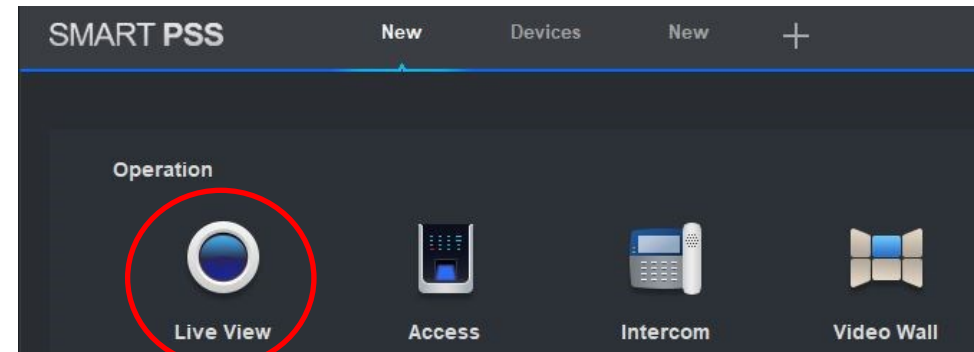 SMART PSS New Devices New +
Operation
Live View Access Intercom Video Wall